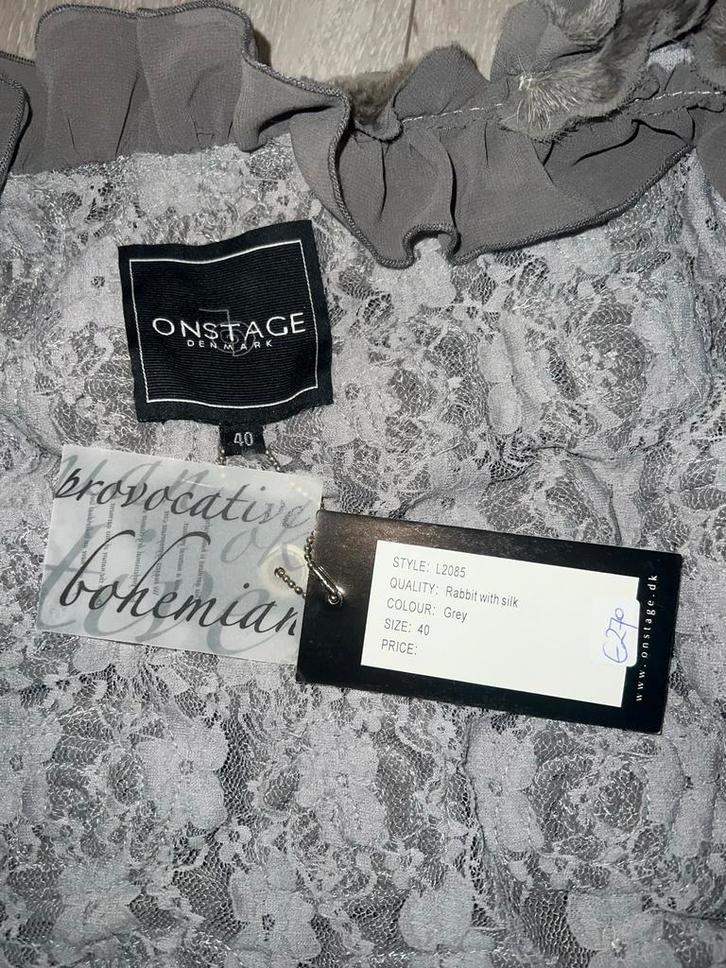 ONSTAGE
DENMARK
40
provocative
bohemian
STYLE: L2085
QUALITY: Rabbit with silk
COLOUR: Grey
SIZE: 40
PRICE:
€270
www.onstage.dk